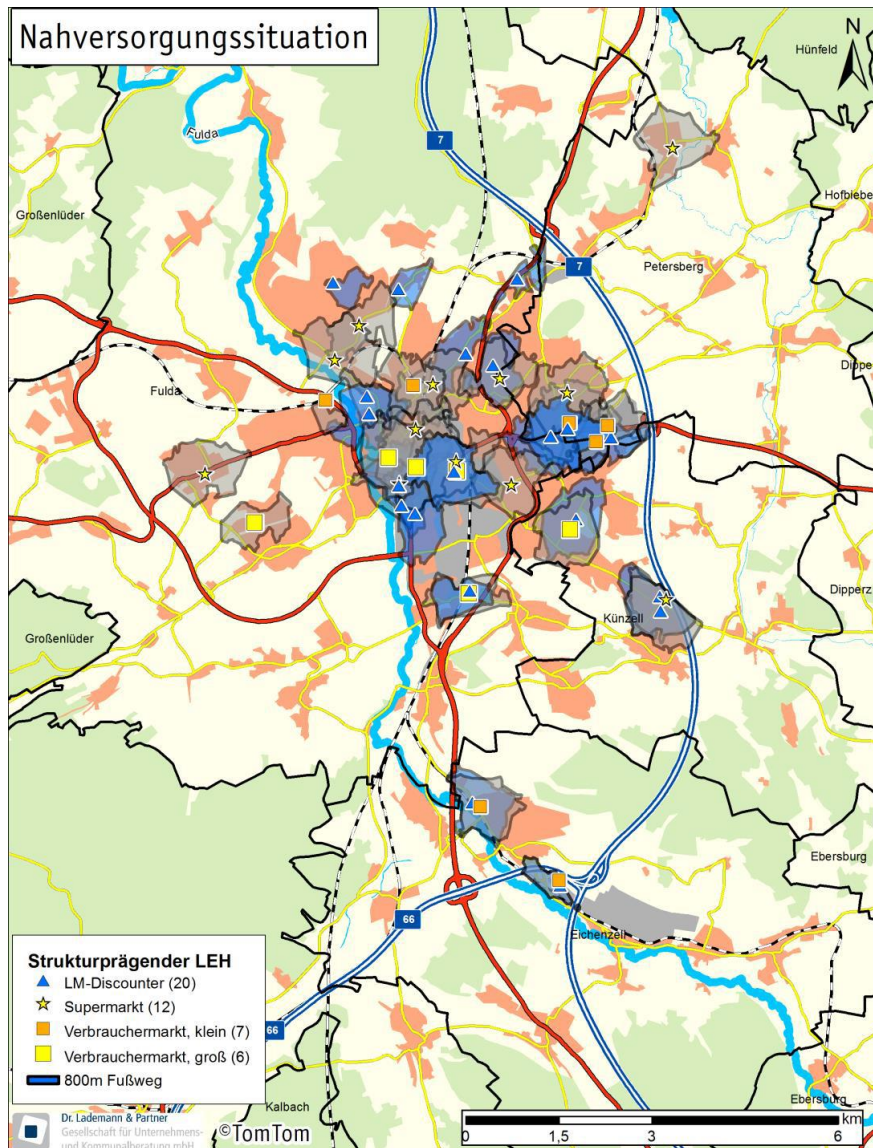 Nahversorgungssituation
N
Hünfeld
Fulda
7
Großenlüder
Hofbiebe
7
Petersberg
Dippe
Fulda
Dipperz
Künzell
Großenlüder
Ebersburg
66
Eichenzell
Strukturprägender LEH
LM-Discounter (20)
Supermarkt (12)
Verbrauchermarkt, klein (7)
Verbrauchermarkt, groß (6)
800m Fußweg
66
Kalbach
Ebersburg
Dr. Lademann & Partner
Gesellschaft für Unternehmens-
und Kommunalberatung mbH
©TomTom
km
0 1,5 3 6